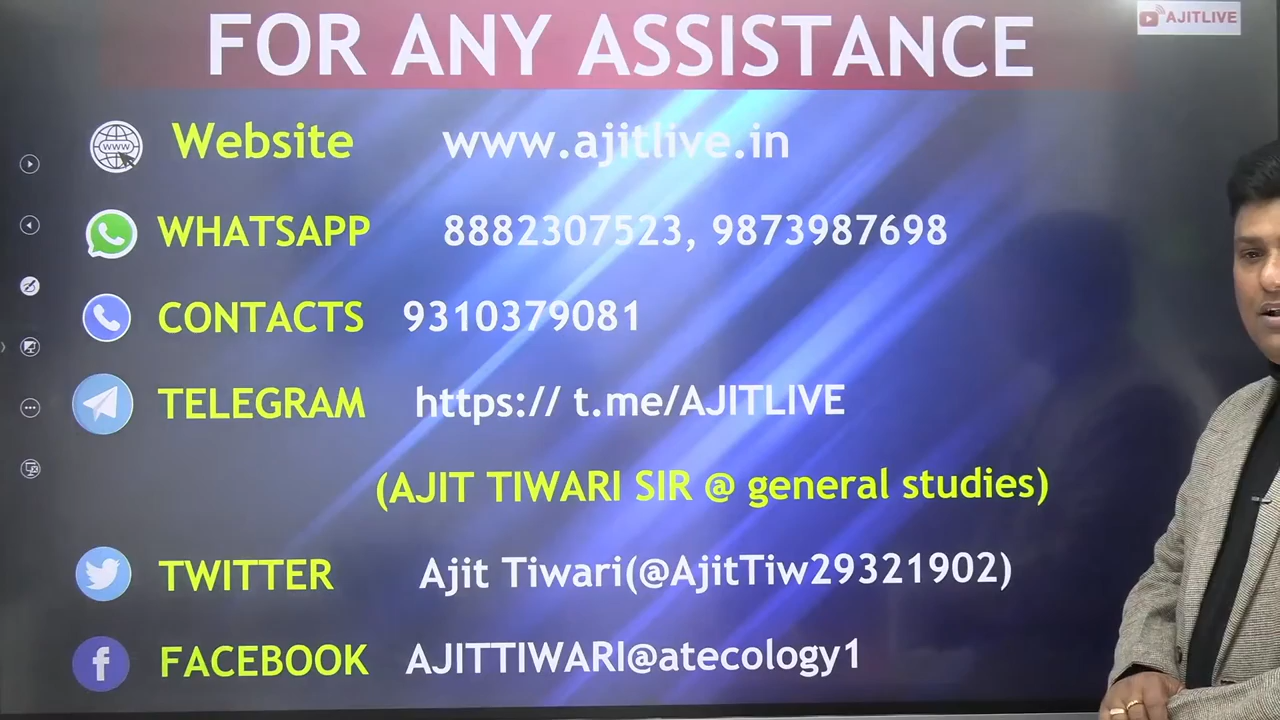 FOR ANY ASSISTANCE
AJITLIVE
www
Website www.ajitlive.in
WHATSAPP 8882307523, 9873987698
CONTACTS 9310379081
TELEGRAM https:// t.me/AJITLIVE
(AJIT TIWARI SIR @ general studies)
TWITTER Ajit Tiwari(@AjitTiw29321902)
f
FACEBOOK AJITTIWARI@atecology1